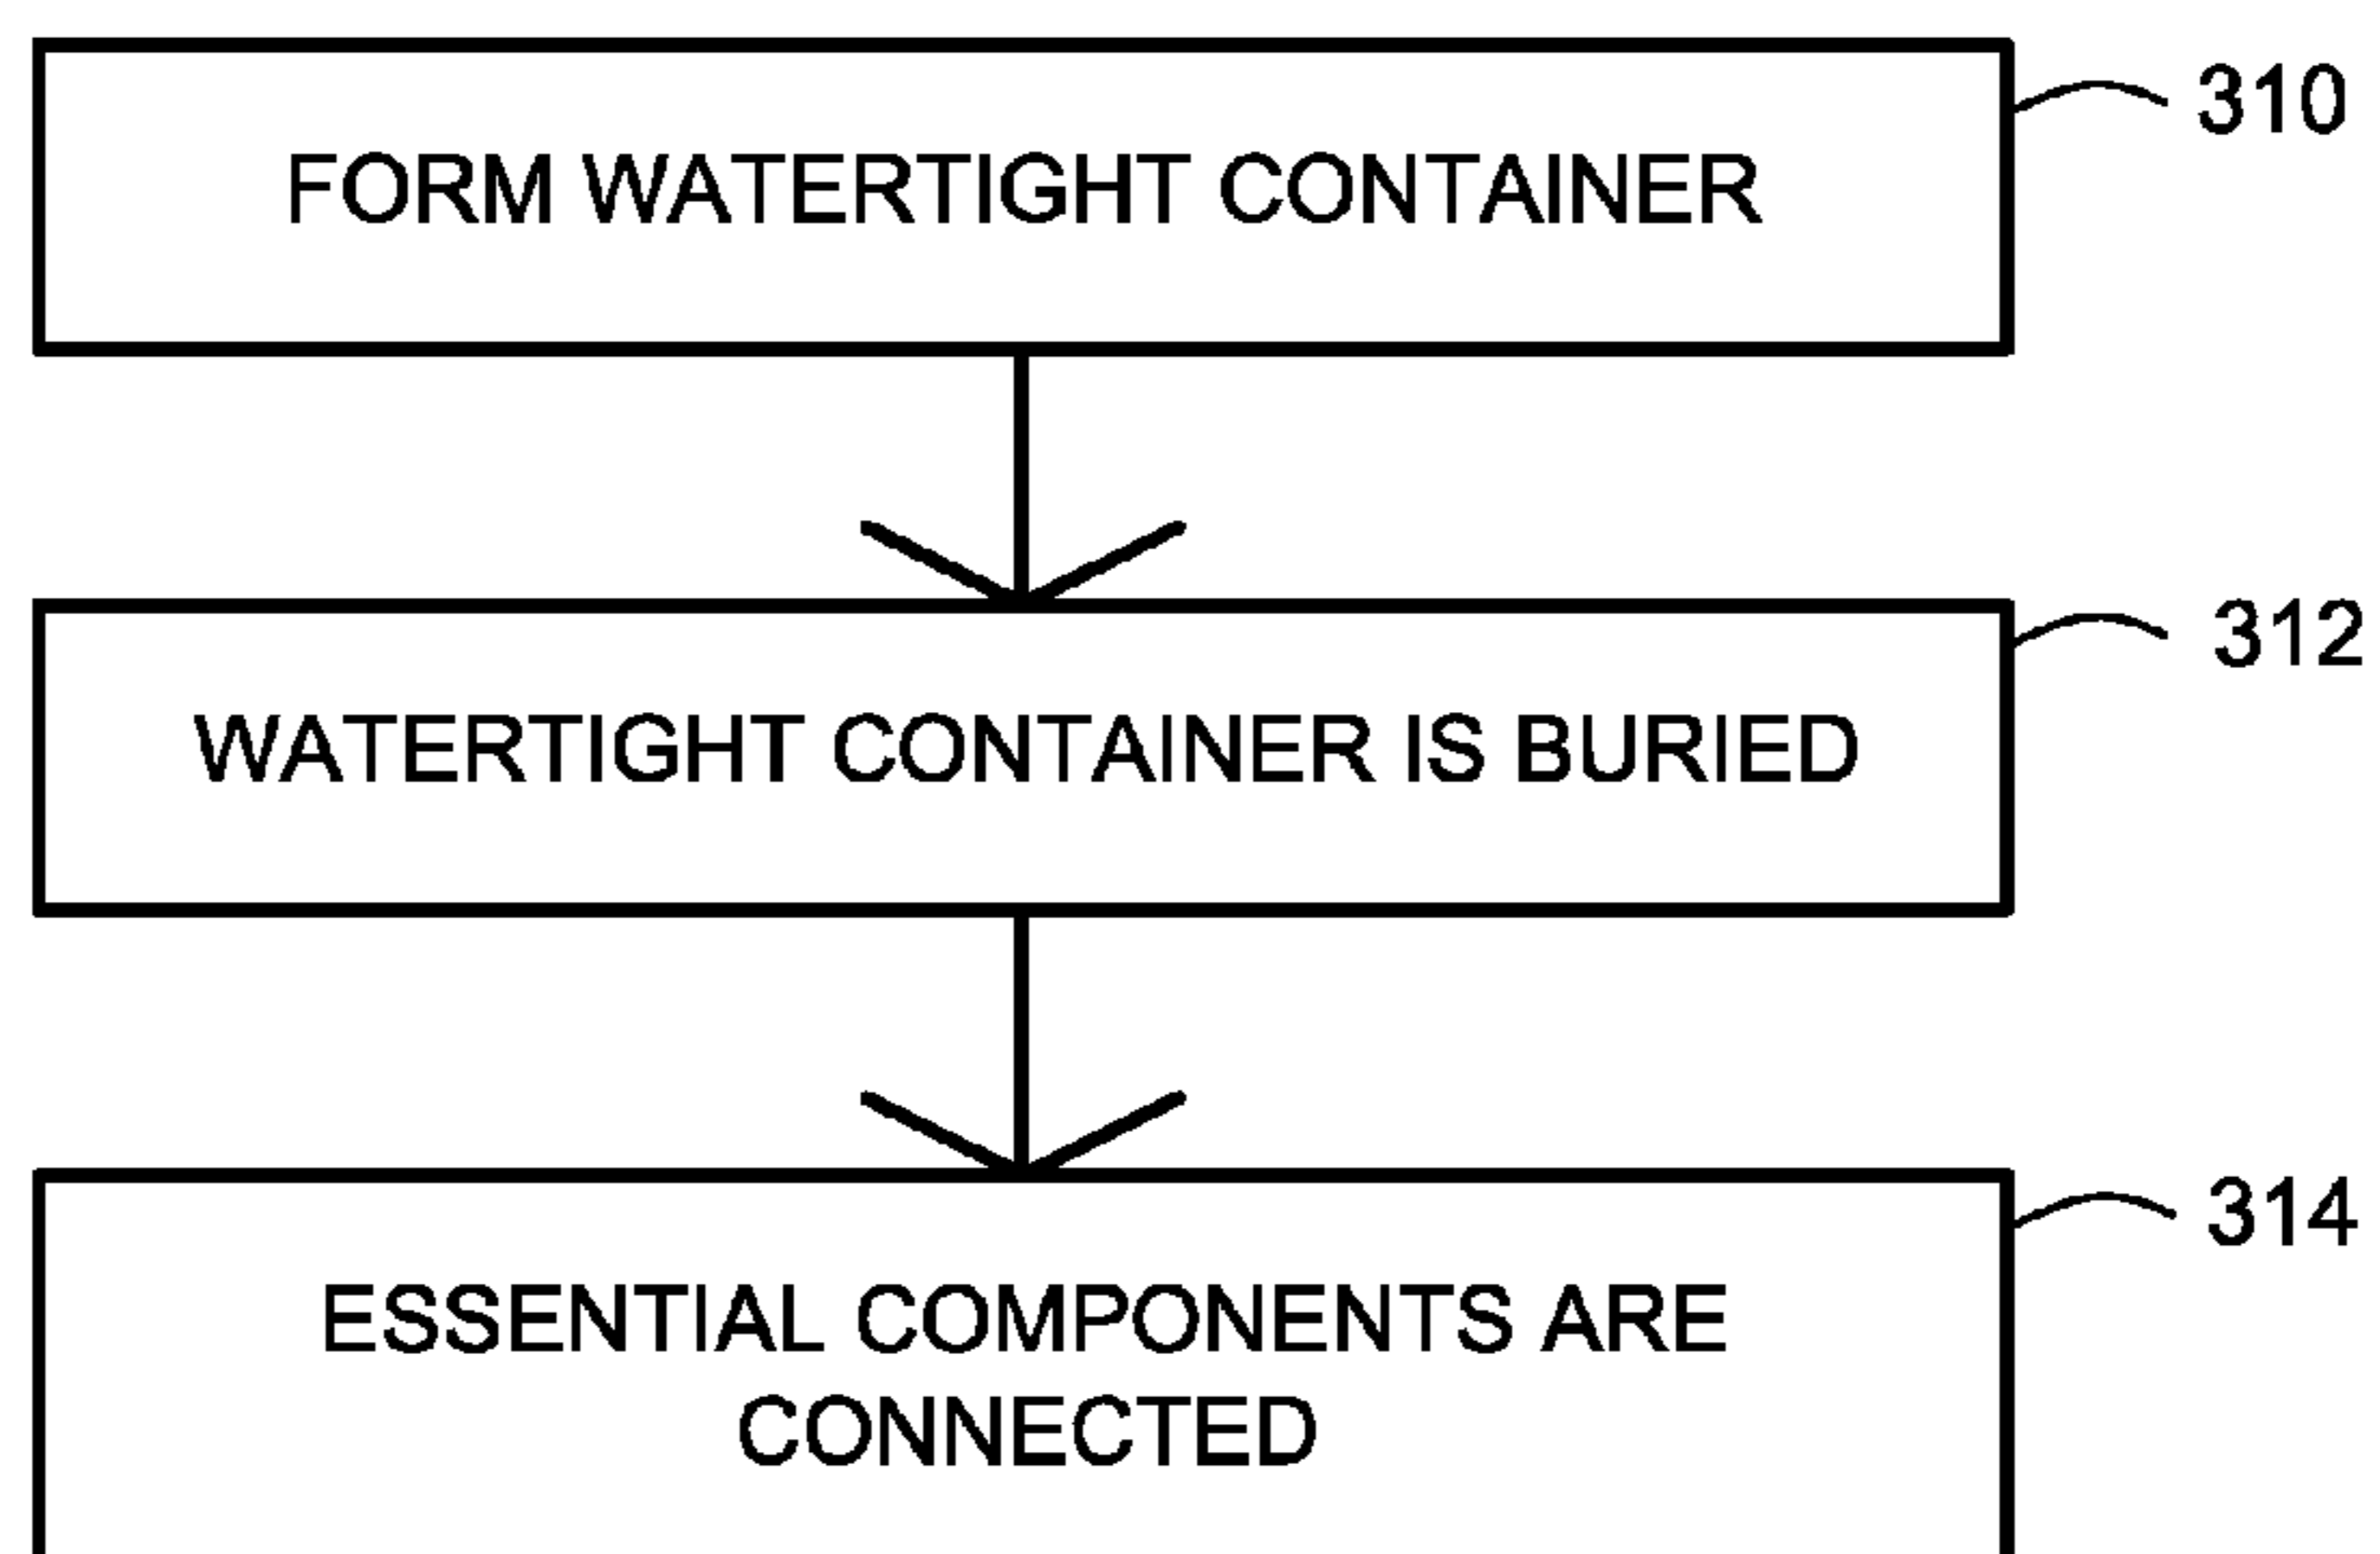 310
FORM WATERTIGHT CONTAINER
312
WATERTIGHT CONTAINER IS BURIED
314
ESSENTIAL COMPONENTS ARE
CONNECTED